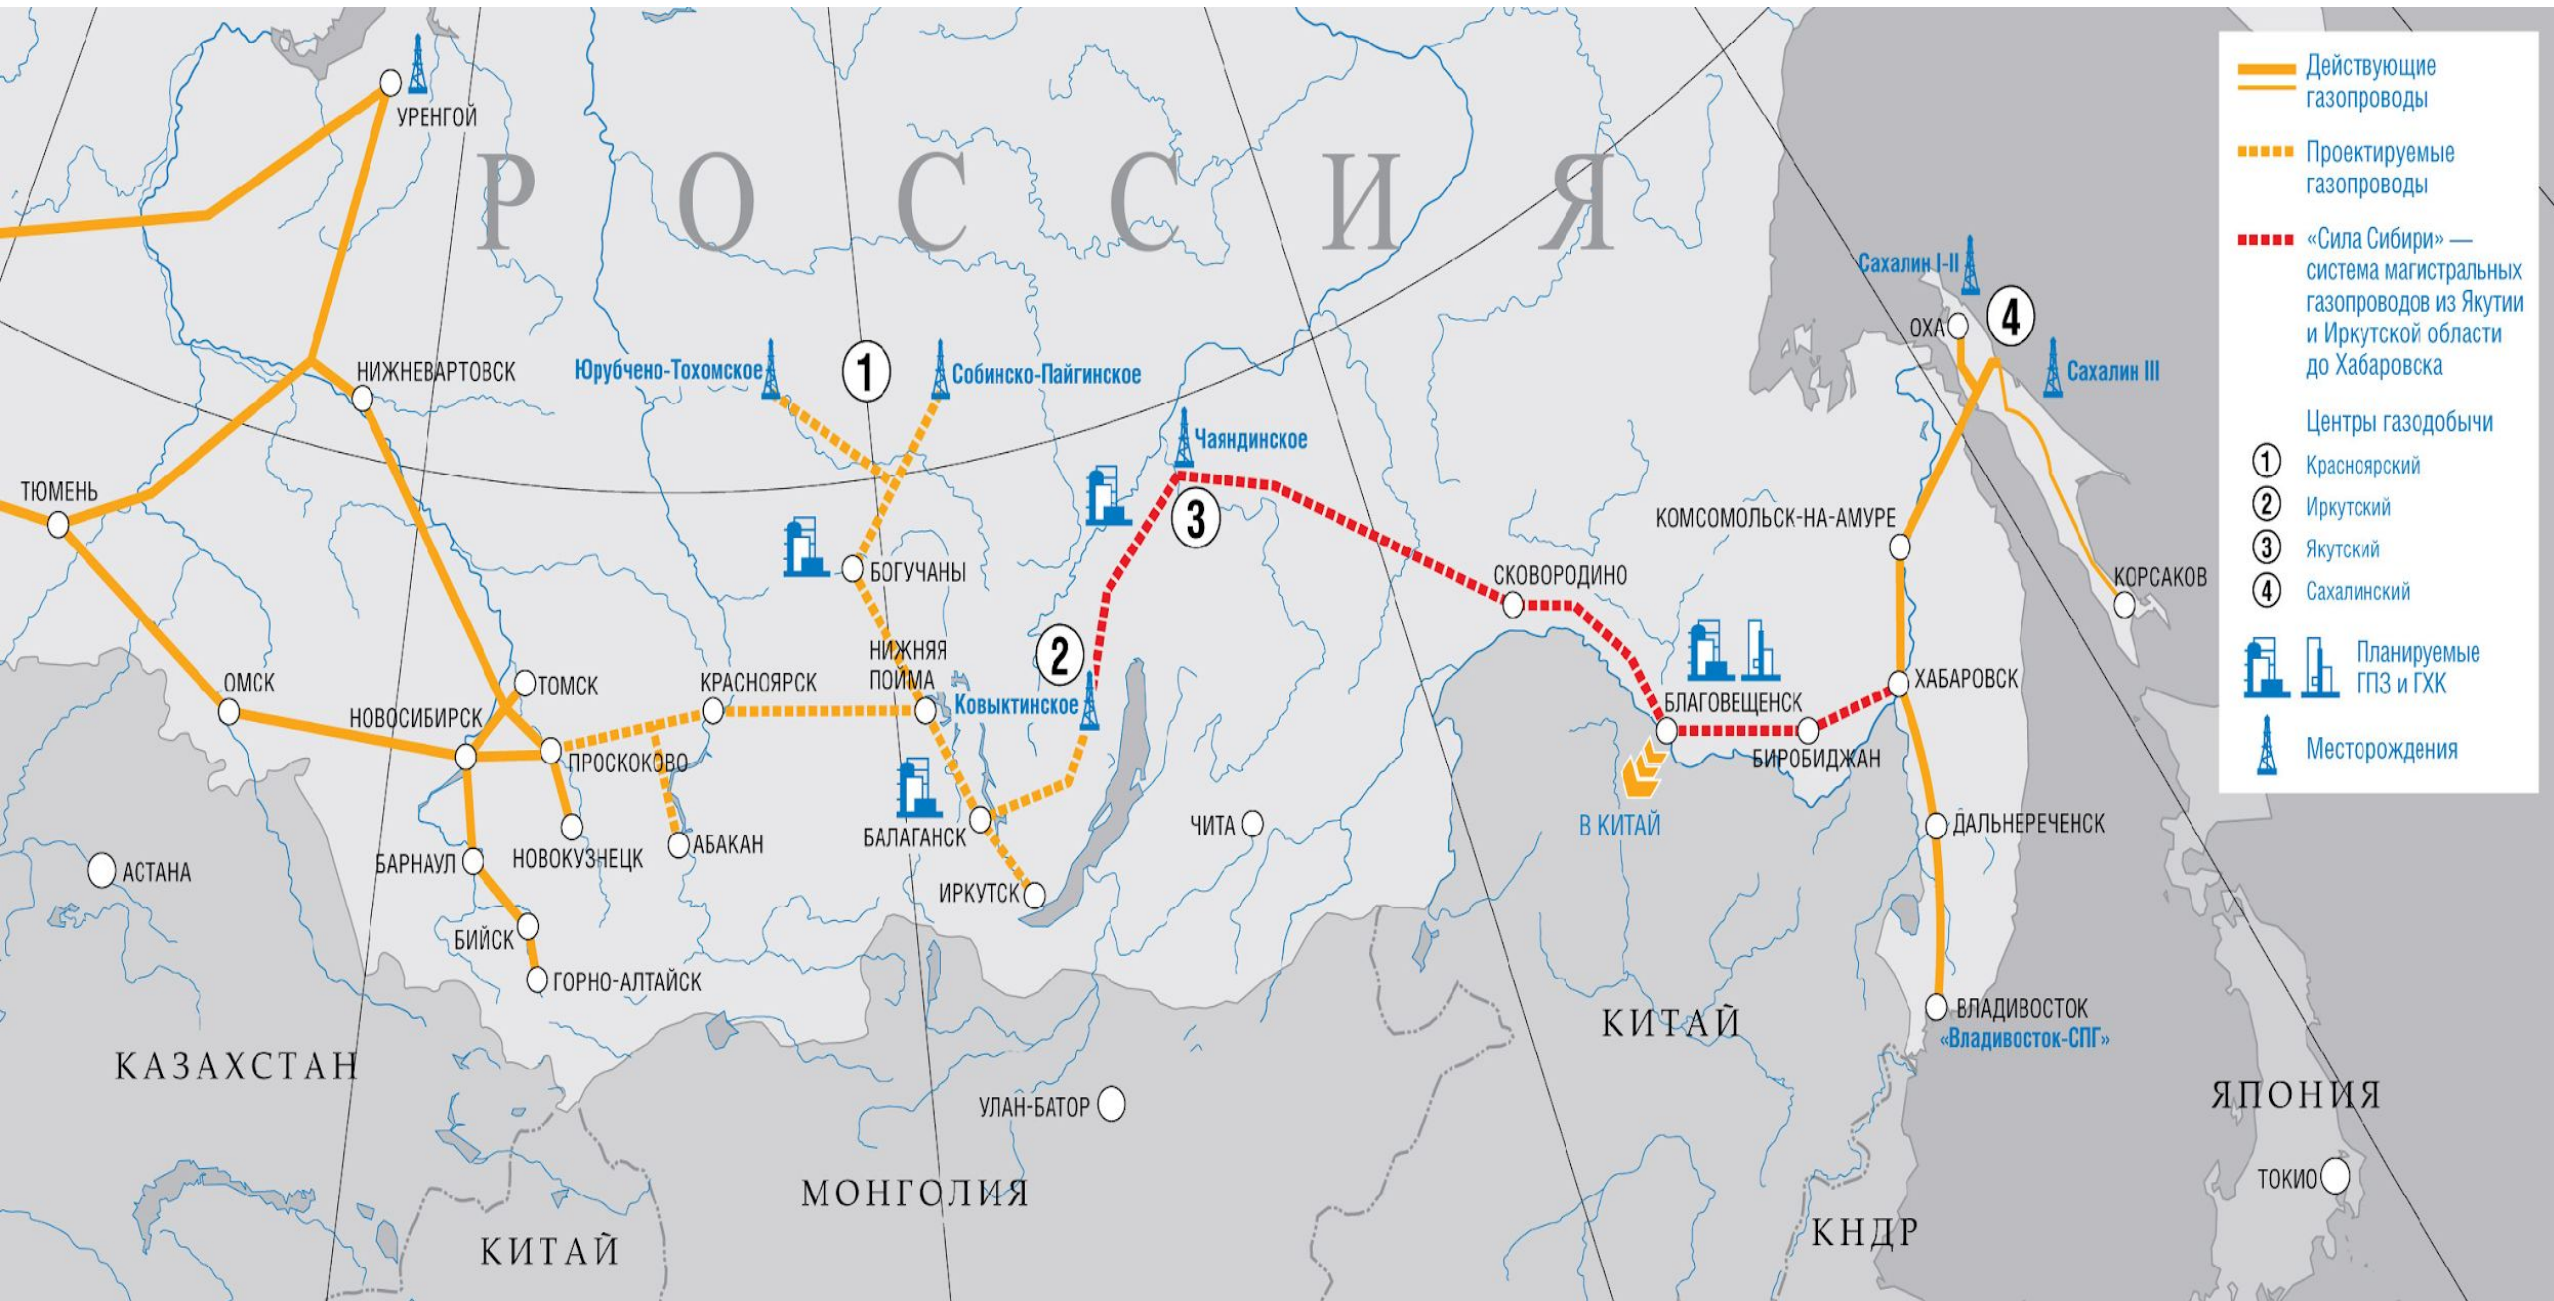 УРЕНГОЙ
РОССИЯ
НИЖНЕВАРТОВСК
ТЮМЕНЬ
ОМСК
НОВОСИБИРСК
ТОМСК
ПРОСКОКОВО
БАРНАУЛ
НОВОКУЗНЕЦК
АБАКАН
БИЙСК
ГОРНО-АЛТАЙСК
АСТАНА
КАЗАХСТАН
КИТАЙ
Юрубчено-Тохомское
1
Собинско-Пайгинское
БОГУЧАНЫ
НИЖНЯЯ
ПОЙМА
КРАСНОЯРСК
2
Ковыктинское
БАЛАГАНСК
ИРКУТСК
Чаяндинское
3
ЧИТА
УЛАН-БАТОР
МОНГОЛИЯ
СКОВОРОДИНО
БЛАГОВЕЩЕНСК
БИРОБИДЖАН
В КИТАЙ
КИТАЙ
Сахалин I-II
ОХА
4
Сахалин III
КОМСОМОЛЬСК-НА-АМУРЕ
КОРСАКОВ
ХАБАРОВСК
ДАЛЬНЕРЕЧЕНСК
ВЛАДИВОСТОК
«Владивосток-СПГ»
КНДР
ЯПОНИЯ
ТОКИО
Действующие
газопроводы
Проектируемые
газопроводы
«Сила Сибири» —
система магистральных
газопроводов из Якутии
и Иркутской области
до Хабаровска
Центры газодобычи
1 Красноярский
2 Иркутский
3 Якутский
4 Сахалинский
Планируемые
ГПЗ и ГХК
Месторождения